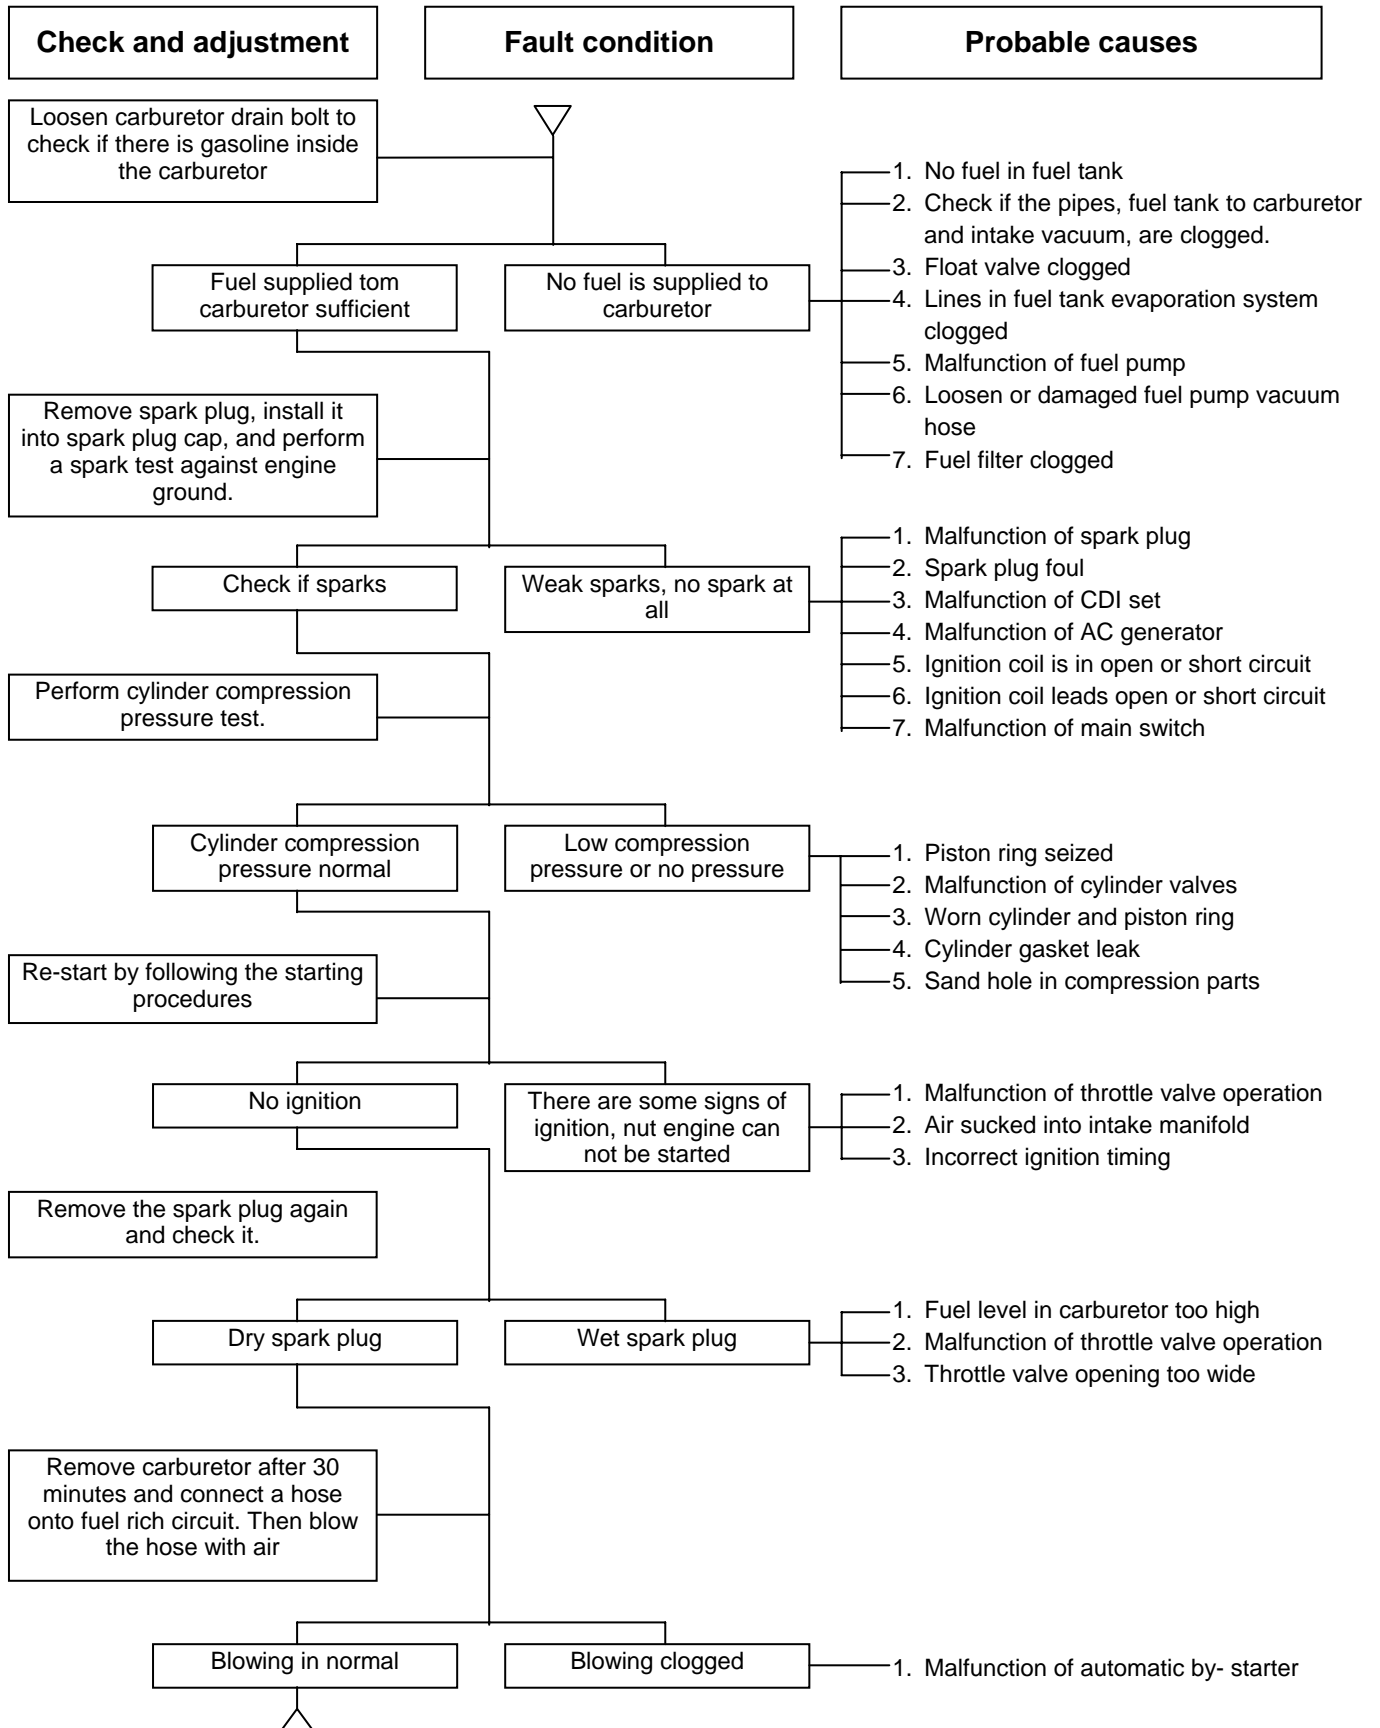 Check and adjustment
Fault condition
Probable causes
Loosen carburetor drain bolt to
check if there is gasoline inside
the carburetor
Fuel supplied tom
carburetor sufficient
No fuel is supplied to
carburetor
1. No fuel in fuel tank
2. Check if the pipes, fuel tank to carburetor
and intake vacuum, are clogged.
3. Float valve clogged
4. Lines in fuel tank evaporation system
clogged
5. Malfunction of fuel pump
6. Loosen or damaged fuel pump vacuum
hose
7. Fuel filter clogged
Remove spark plug, install it
into spark plug cap, and perform
a spark test against engine
ground.
Check if sparks
Weak sparks, no spark at
all
1. Malfunction of spark plug
2. Spark plug foul
3. Malfunction of CDI set
4. Malfunction of AC generator
5. Ignition coil is in open or short circuit
6. Ignition coil leads open or short circuit
7. Malfunction of main switch
Perform cylinder compression
pressure test.
Cylinder compression
pressure normal
Low compression
pressure or no pressure
1. Piston ring seized
2. Malfunction of cylinder valves
3. Worn cylinder and piston ring
4. Cylinder gasket leak
5. Sand hole in compression parts
Re-start by following the starting
procedures
No ignition
There are some signs of
ignition, nut engine can
not be started
1. Malfunction of throttle valve operation
2. Air sucked into intake manifold
3. Incorrect ignition timing
Remove the spark plug again
and check it.
Dry spark plug
Wet spark plug
1. Fuel level in carburetor too high
2. Malfunction of throttle valve operation
3. Throttle valve opening too wide
Remove carburetor after 30
minutes and connect a hose
onto fuel rich circuit. Then blow
the hose with air
Blowing in normal
Blowing clogged
1. Malfunction of automatic by- starter